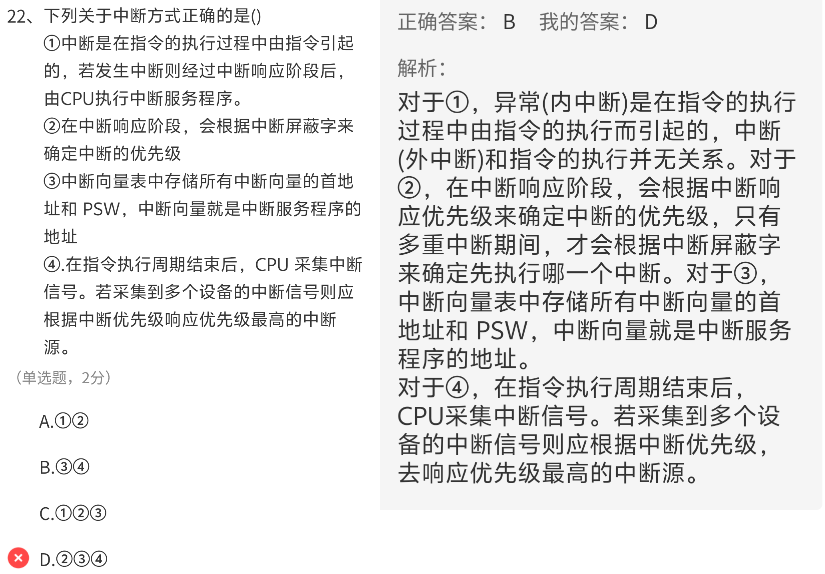 22、下列关于中断方式正确的是()
①中断是在指令的执行过程中由指令引起
的，若发生中断则经过中断响应阶段后，
由CPU执行中断服务程序。
②在中断响应阶段，会根据中断屏蔽字来
确定中断的优先级
③中断向量表中存储所有中断向量的首地
址和 PSW，中断向量就是中断服务程序的
地址
④.在指令执行周期结束后，CPU 采集中断
信号。若采集到多个设备的中断信号则应
根据中断优先级响应优先级最高的中断
源。
（单选题，2分）
A.①②
B.③④
C.①②③
D.②③④
正确答案： B 我的答案： D
解析：
对于①，异常(内中断)是在指令的执行
过程中由指令的执行而引起的，中断
(外中断)和指令的执行并无关系。对于
②，在中断响应阶段，会根据中断响
应优先级来确定中断的优先级，只有
多重中断期间，才会根据中断屏蔽字
来确定先执行哪一个中断。对于③，
中断向量表中存储所有中断向量的首
地址和 PSW，中断向量就是中断服务
程序的地址。
对于④，在指令执行周期结束后，
CPU采集中断信号。若采集到多个设
备的中断信号则应根据中断优先级，
去响应优先级最高的中断源。